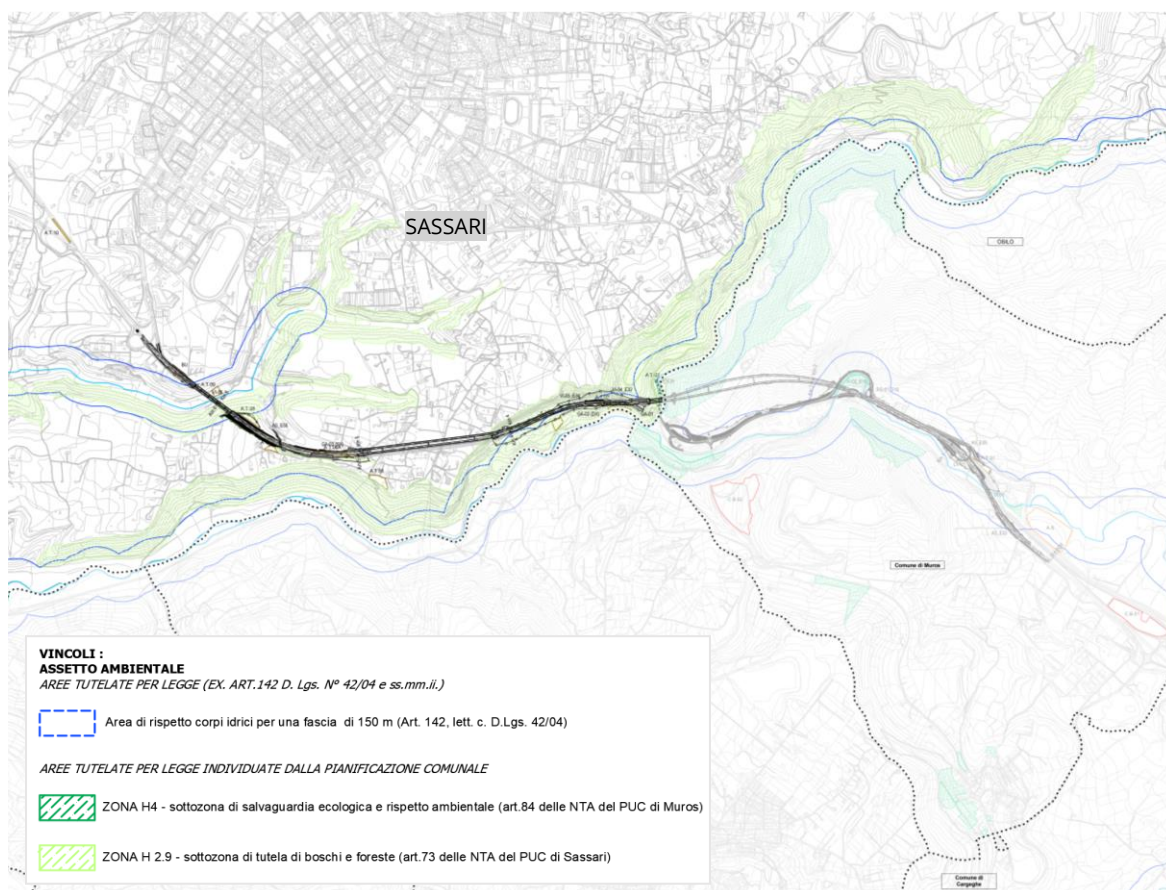 SASSARI
OSILO
Comune di Muros
VINCOLI :
ASSETTO AMBIENTALE
AREE TUTELATE PER LEGGE (EX. ART.142 D. Lgs. N° 42/04 e ss.mm.ii.)
Area di rispetto corpi idrici per una fascia di 150 m (Art. 142, lett. c. D.Lgs. 42/04)
AREE TUTELATE PER LEGGE INDIVIDUATE DALLA PIANIFICAZIONE COMUNALE
ZONA H4 - sottozona di salvaguardia ecologica e rispetto ambientale (art.84 delle NTA del PUC di Muros)
ZONA H 2.9 - sottozona di tutela di boschi e foreste (art.73 delle NTA del PUC di Sassari)
Comune di
Cargeghe